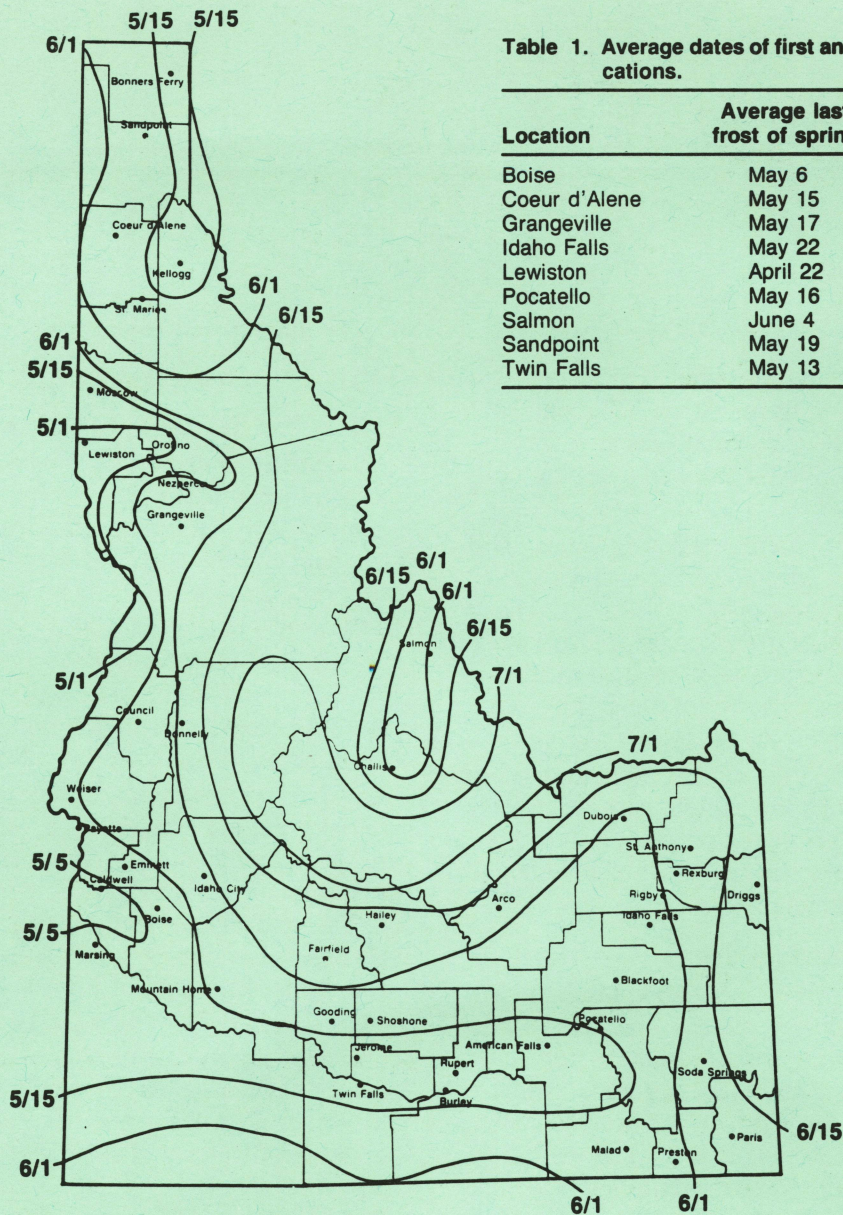 5/15 5/15
6/1
Bonners Ferry
Sandpoint
Coeur d'Alene
Kellogg
St. Maries
6/1
6/15
6/1
5/15
Moscow
5/1
Lewiston
Orofino
Nezperce
Grangeville
6/15
6/1
6/1
6/15
Salmon
7/1
5/1
Council
Donnelly
Challis
7/1
Weiser
Payette
Dubois
St. Anthony
5/5
Emmett
Caldwell
Idaho City
Rexburg
Driggs
Rigby
Arco
5/5
Boise
Hailey
Idaho Falls
Marsing
Fairfield
Mountain Home
Blackfoot
Gooding
Shoshone
Pocatello
Jerome
American Falls
Rupert
Soda Springs
Twin Falls
Burley
5/15
6/15
Paris
Malad
Preston
6/1
6/1
6/1
Table 1. Average dates of first an
cations.
Average las
Location frost of sprin
Boise May 6
Coeur d'Alene May 15
Grangeville May 17
Idaho Falls May 22
Lewiston April 22
Pocatello May 16
Salmon June 4
Sandpoint May 19
Twin Falls May 13